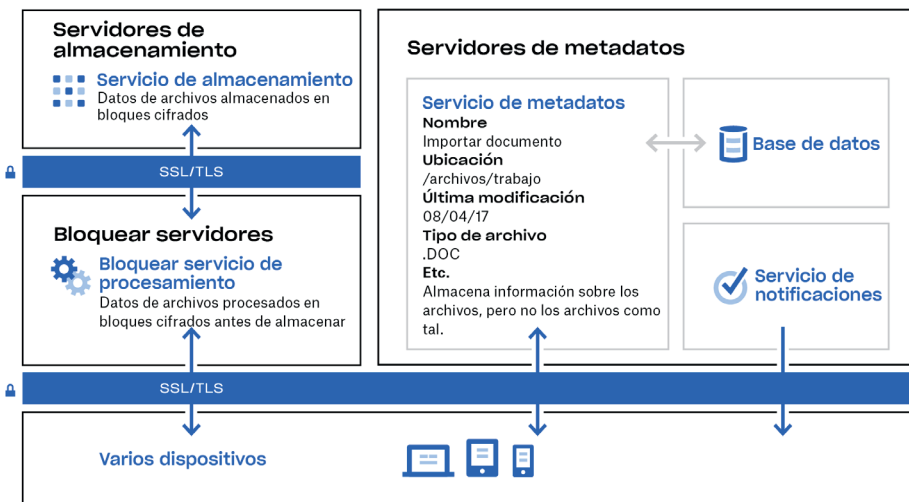 Servidores de
almacenamiento
Servicio de almacenamiento
Datos de archivos almacenados en
bloques cifrados
SSL/TLS
Bloquear servidores
Bloquear servicio de
procesamiento
Datos de archivos procesados en
bloques cifrados antes de almacenar
Servidores de metadatos
Servicio de metadatos
Nombre
Importar documento
Ubicación
/archivos/trabajo
Última modificación
08/04/17
Tipo de archivo
.DOC
Etc.
Almacena información sobre los
archivos, pero no los archivos como
tal.
Base de datos
Servicio de
notificaciones
SSL/TLS
Varios dispositivos